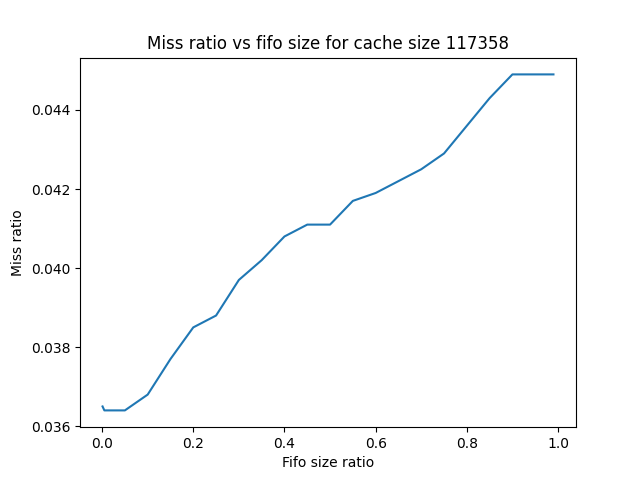 Miss ratio vs fifo size for cache size 117358
0.044
0.042
0.040
0.038
0.036
Miss ratio
0.0 0.2 0.4 0.6 0.8 1.0
Fifo size ratio